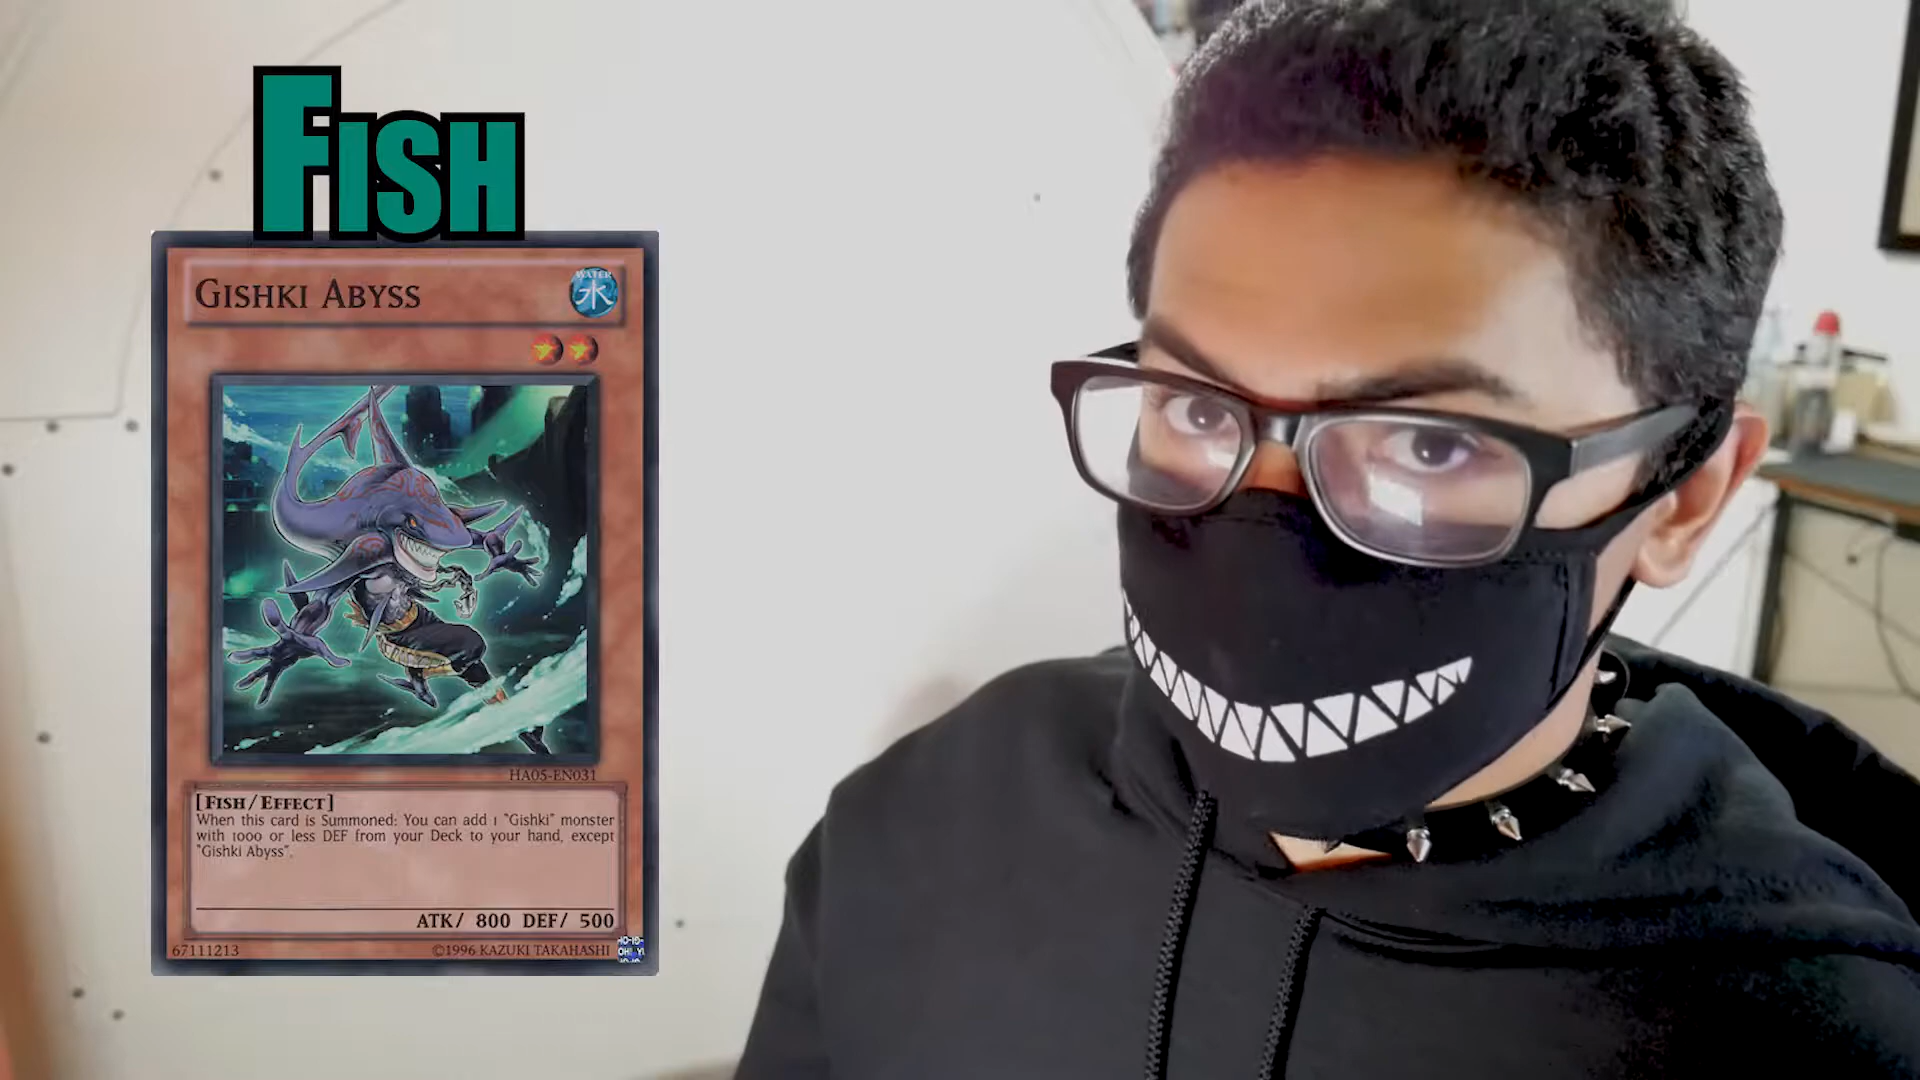 FISH
GISHKI ABYSS
WATER
水
HA05-EN031
[FISH/EFFECT]
When this card is Summoned: You can add 1 "Gishki" monster
with 1000 or less DEF from your Deck to your hand, except
"Gishki Abyss".
ATK/ 800 DEF/ 500
67111213
©1996 KAZUKI TAKAHASHI